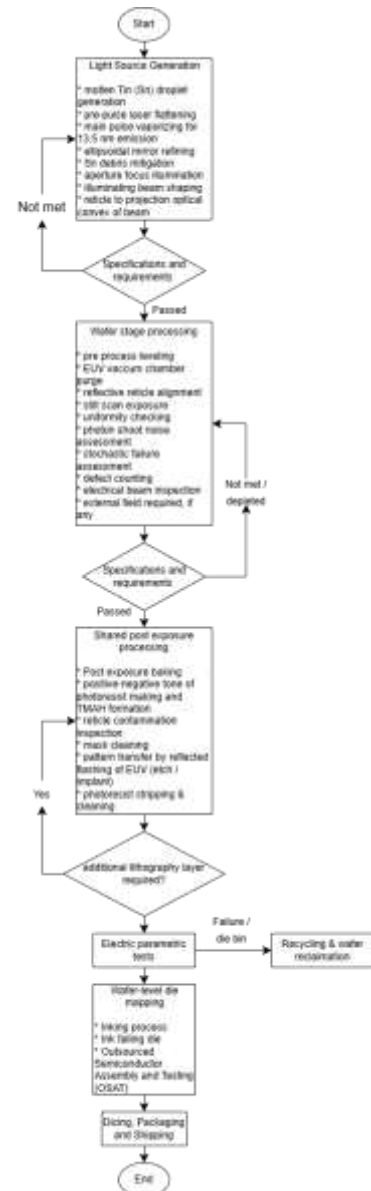 Start
Light Source Generation
* molten Tin (Sn) droplet
generation
* pre-pulse laser flattening
* main pulse vaporizing for
13.5 nm emission
* ellipsoidal mirror refining
* Sn debris mitigation
* aperture focus illumination
* illuminating beam shaping
* reticle to projection optical
convex of beam
Not met
Specifications and
requirements
Passed
Wafer stage processing
* pre process leveling
* EUV vaccum chamber
purge
* reflective reticle alignment
* still scan exposure
* uniformity checking
* photon shoot noise
assessment
* stochastic failure
assessment
* defect counting
* electrical beam inspection
* external field required, if
any
Not met /
depleted
Specifications and
requirements
Passed
Shared post exposure
processing
* Post exposure baking
* positive-negative tone of
photoresist making and
TMAH formation
* reticle contamination
inspection
* mask cleaning
* pattern transfer by reflected
flashing of EUV (etch /
implant)
* photoresist stripping &
cleaning
Yes
additional lithography layer
required?
Electric parametric
tests
Failure /
die bin
Recycling & wafer
reclamation
Wafer-level die
mapping
* Inking process
* Ink failing die
* Outsourced
Semiconductor
Assembly and Testing
(OSAT)
Dicing, Packaging
and Shipping
End